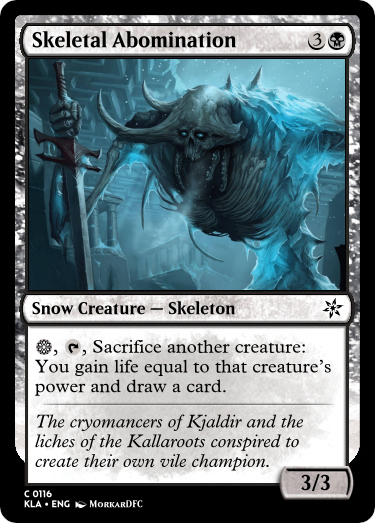 Skeletal Abomination 3
Snow Creature — Skeleton
, , Sacrifice another creature:
You gain life equal to that creature's
power and draw a card.
The cryomancers of Kjaldir and the
liches of the Kallaroots conspired to
create their own vile champion.
3/3
C 0116
KLA • ENG MorkarDFC